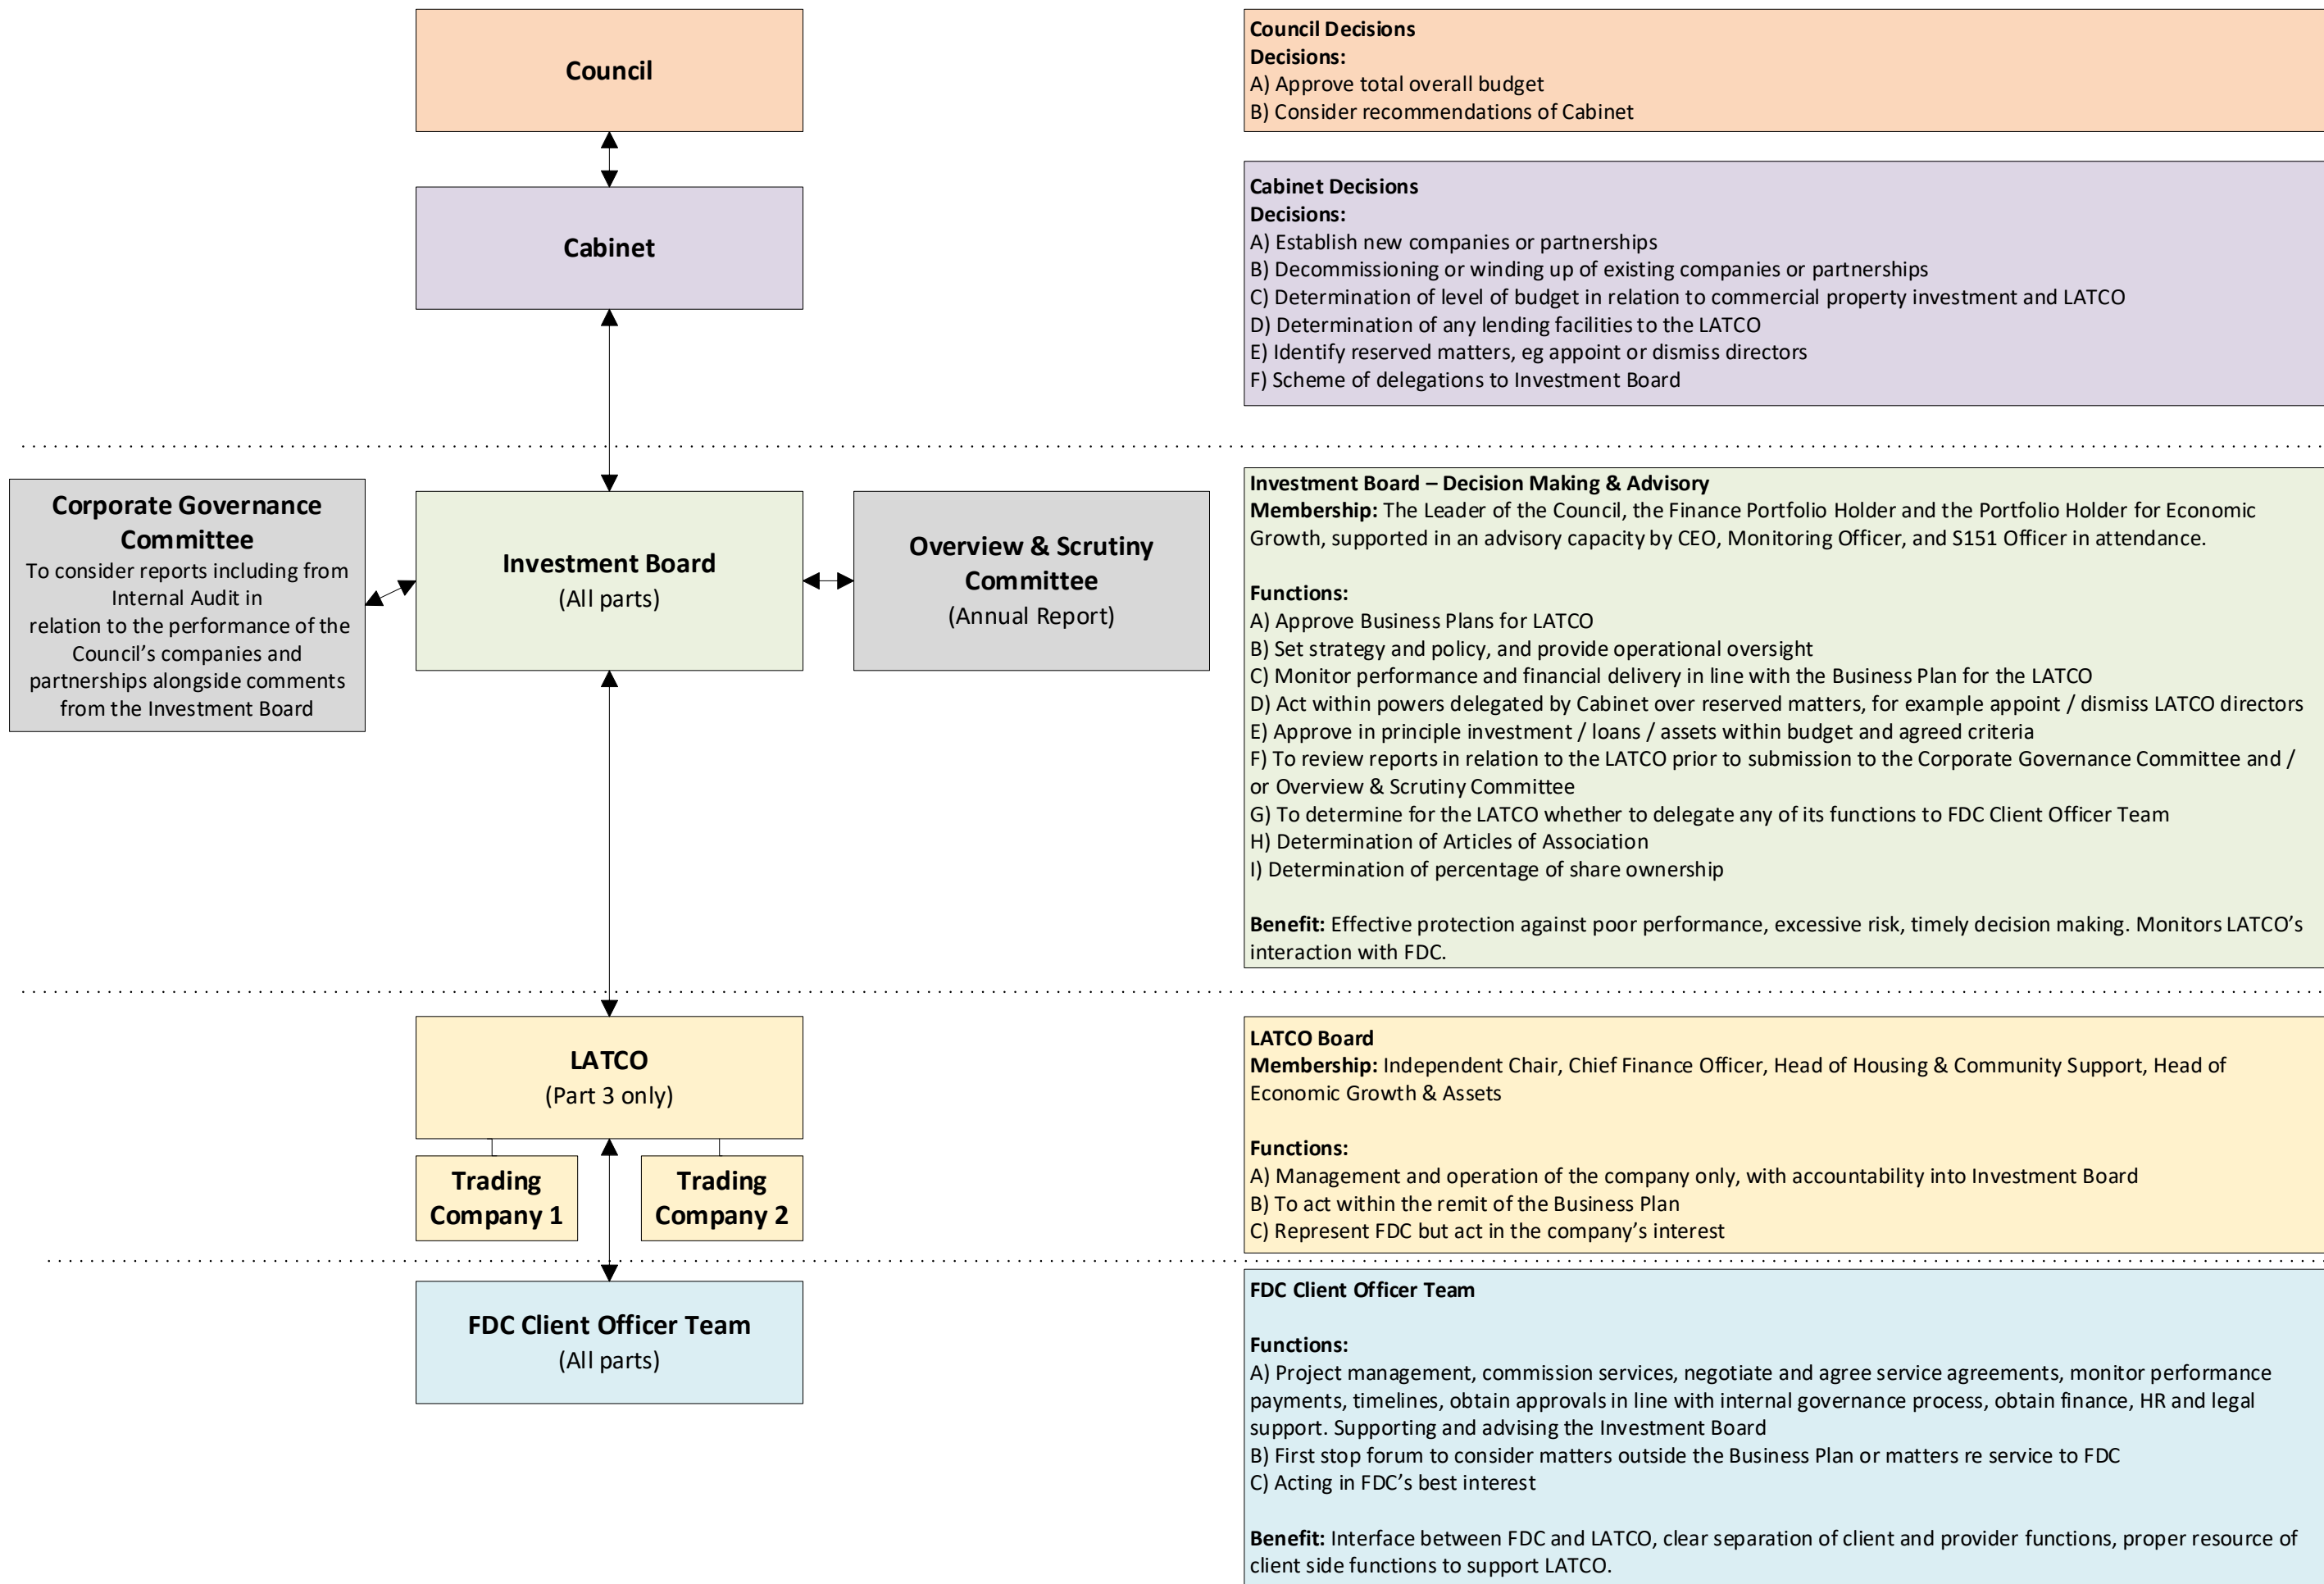 Council
Council Decisions
Decisions:
A) Approve total overall budget
B) Consider recommendations of Cabinet
Cabinet
Cabinet Decisions
Decisions:
A) Establish new companies or partnerships
B) Decommissioning or winding up of existing companies or partnerships
C) Determination of level of budget in relation to commercial property investment and LATCO
D) Determination of any lending facilities to the LATCO
E) Identify reserved matters, eg appoint or dismiss directors
F) Scheme of delegations to Investment Board
Corporate Governance
Committee
To consider reports including from
Internal Audit in
relation to the performance of the
Council’s companies and
partnerships alongside comments
from the Investment Board
Investment Board
(All parts)
Overview & Scrutiny
Committee
(Annual Report)
Investment Board – Decision Making & Advisory
Membership: The Leader of the Council, the Finance Portfolio Holder and the Portfolio Holder for Economic
Growth, supported in an advisory capacity by CEO, Monitoring Officer, and S151 Officer in attendance.
Functions:
A) Approve Business Plans for LATCO
B) Set strategy and policy, and provide operational oversight
C) Monitor performance and financial delivery in line with the Business Plan for the LATCO
D) Act within powers delegated by Cabinet over reserved matters, for example appoint / dismiss LATCO directors
E) Approve in principle investment / loans / assets within budget and agreed criteria
F) To review reports in relation to the LATCO prior to submission to the Corporate Governance Committee and /
or Overview & Scrutiny Committee
G) To determine for the LATCO whether to delegate any of its functions to FDC Client Officer Team
H) Determination of Articles of Association
I) Determination of percentage of share ownership
Benefit: Effective protection against poor performance, excessive risk, timely decision making. Monitors LATCO’s
interaction with FDC.
LATCO
(Part 3 only)
Trading
Company 1
Trading
Company 2
LATCO Board
Membership: Independent Chair, Chief Finance Officer, Head of Housing & Community Support, Head of
Economic Growth & Assets
Functions:
A) Management and operation of the company only, with accountability into Investment Board
B) To act within the remit of the Business Plan
C) Represent FDC but act in the company’s interest
FDC Client Officer Team
(All parts)
FDC Client Officer Team
Functions:
A) Project management, commission services, negotiate and agree service agreements, monitor performance
payments, timelines, obtain approvals in line with internal governance process, obtain finance, HR and legal
support. Supporting and advising the Investment Board
B) First stop forum to consider matters outside the Business Plan or matters re service to FDC
C) Acting in FDC’s best interest
Benefit: Interface between FDC and LATCO, clear separation of client and provider functions, proper resource of
client side functions to support LATCO.